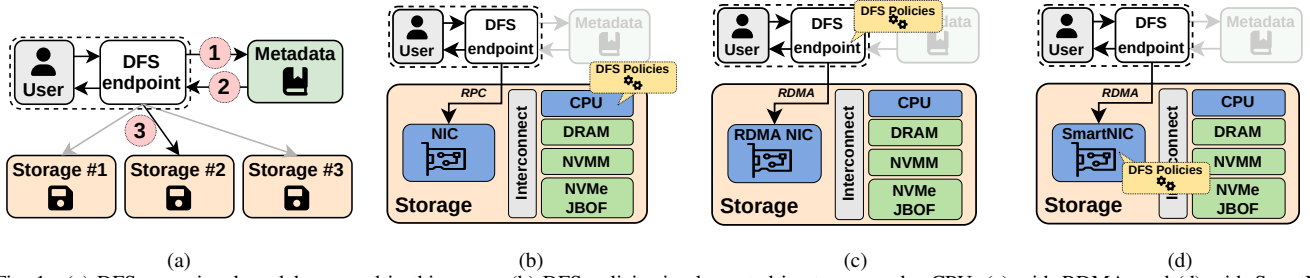 User
DFS
endpoint
1
2
Metadata
3
Storage #1
Storage #2
Storage #3
(a)
User
DFS
endpoint
Metadata
DFS Policies
RPC
NIC
Interconnect
CPU
DRAM
NVMM
NVMe
JBOF
Storage
(b)
User
DFS
endpoint
DFS Policies
RDMA
RDMA NIC
Interconnect
CPU
DRAM
NVMM
NVMe
JBOF
Storage
(c)
User
DFS
endpoint
Metadata
RDMA
SmartNIC
DFS Policies
CPU
DRAM
NVMM
NVMe
JBOF
Storage
(d)